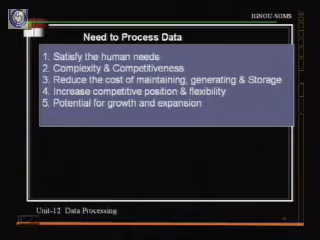 IGNOU-SOMS
Need to Process Data
1. Satisfy the human needs
2. Complexity & Competitiveness
3. Reduce the cost of maintaining, generating & Storage
4. Increase competitive position & flexibility
5. Potential for growth and expansion
Unit-12 Data Processing